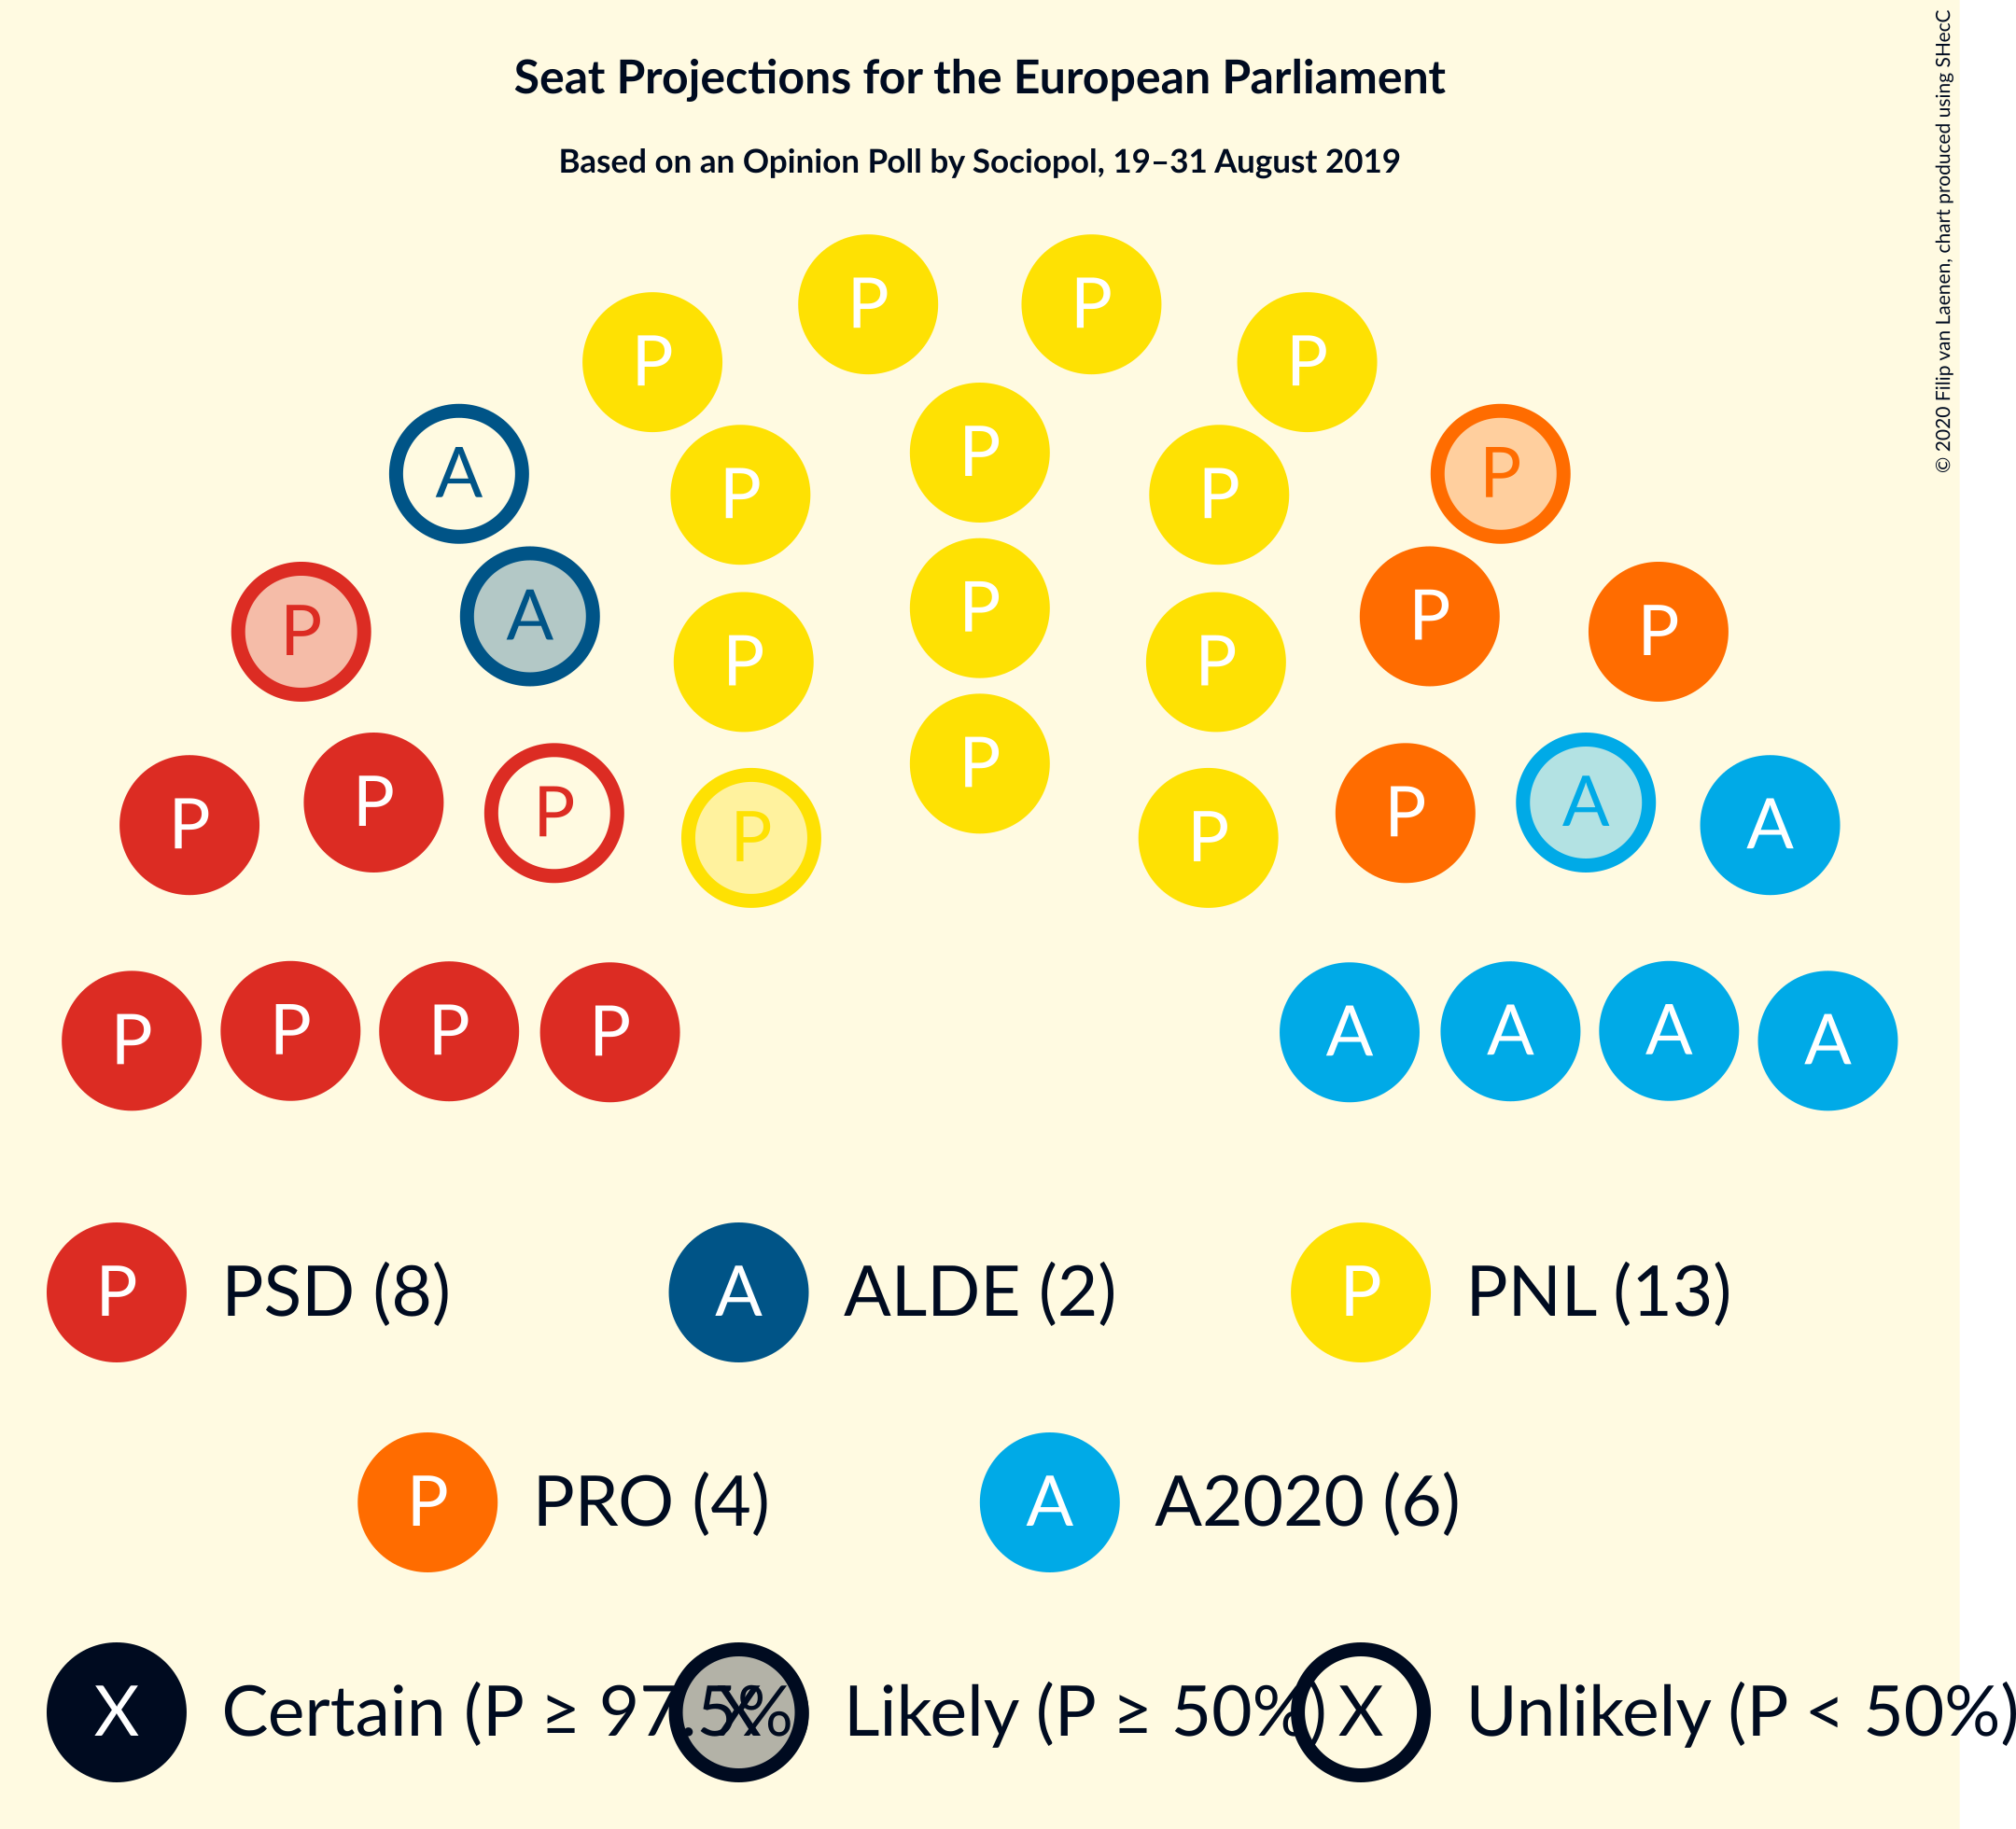 Seat Projections for the European Parliament
Based on an Opinion Poll by Sociopol, 19–31 August 2019
© 2020 Filip van Laenen, chart produced using SHecC
P P
P P
P
A P P P
A P P P P P
P P P
P P P P P A A
P P
P P P P A A A A
P PSD (8) A ALDE (2) P PNL (13)
P PRO (4) A A2020 (6)
X Certain (P ≥ 97.5% X Likely (P ≥ 50%) X Unlikely (P < 50%)